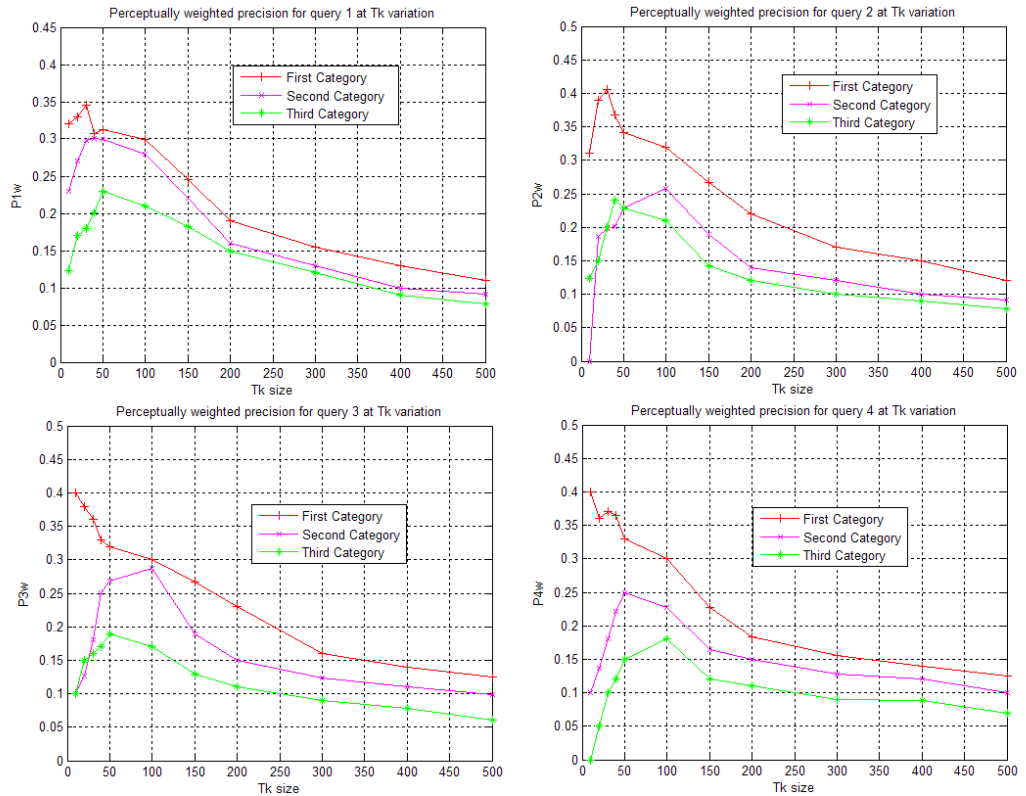 Perceptually weighted precision for query 1 at Tk variation
0.45
0.4
0.35
0.3
0.25
0.2
0.15
0.1
0.05
0
P1w
First Category
Second Category
Third Category
0 50 100 150 200 250 300 350 400 450 500
Tk size
Perceptually weighted precision for query 2 at Tk variation
0.5
0.45
0.4
0.35
0.3
0.25
0.2
0.15
0.1
0.05
0
P2w
First Category
Second Category
Third Category
0 50 100 150 200 250 300 350 400 450 500
Tk size
Perceptually weighted precision for query 3 at Tk variation
0.5
0.45
0.4
0.35
0.3
0.25
0.2
0.15
0.1
0.05
0
P3w
First Category
Second Category
Third Category
0 50 100 150 200 250 300 350 400 450 500
Tk size
Perceptually weighted precision for query 4 at Tk variation
0.5
0.45
0.4
0.35
0.3
0.25
0.2
0.15
0.1
0.05
0
P4w
First Category
Second Category
Third Category
0 50 100 150 200 250 300 350 400 450 500
Tk size